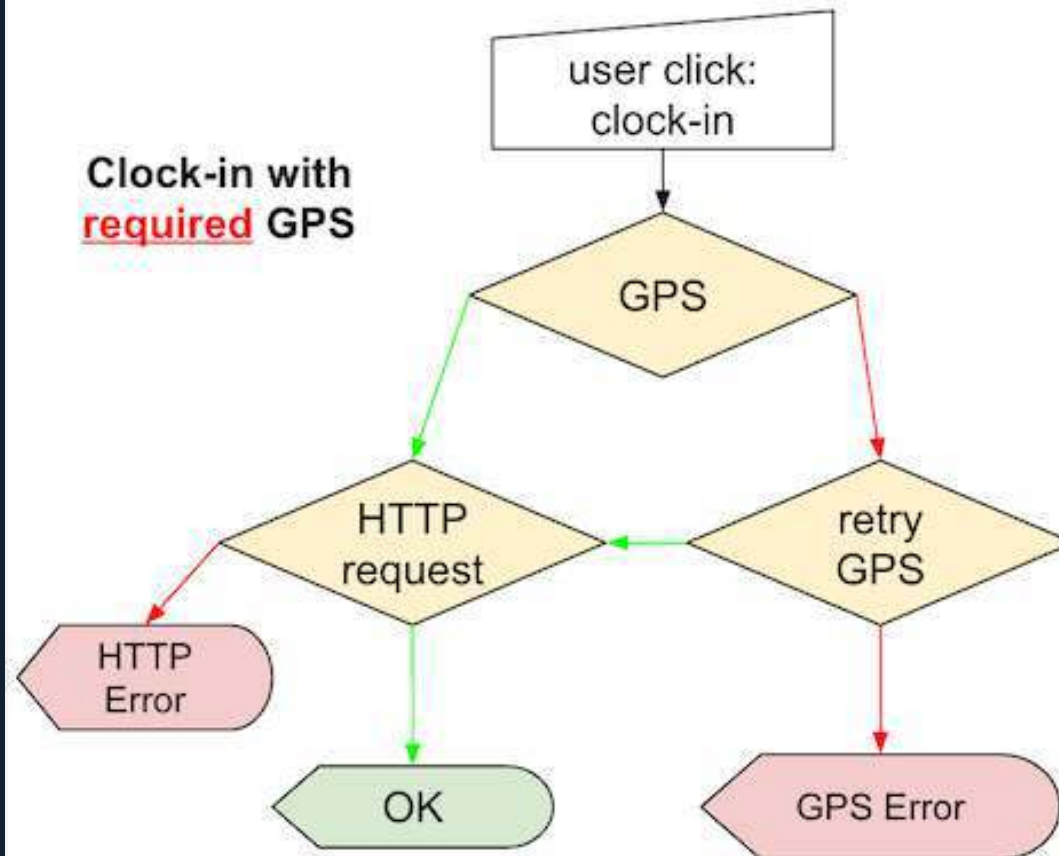 user click:
clock-in
Clock-in with
required GPS
GPS
HTTP
request
retry
GPS
HTTP
Error
OK
GPS Error